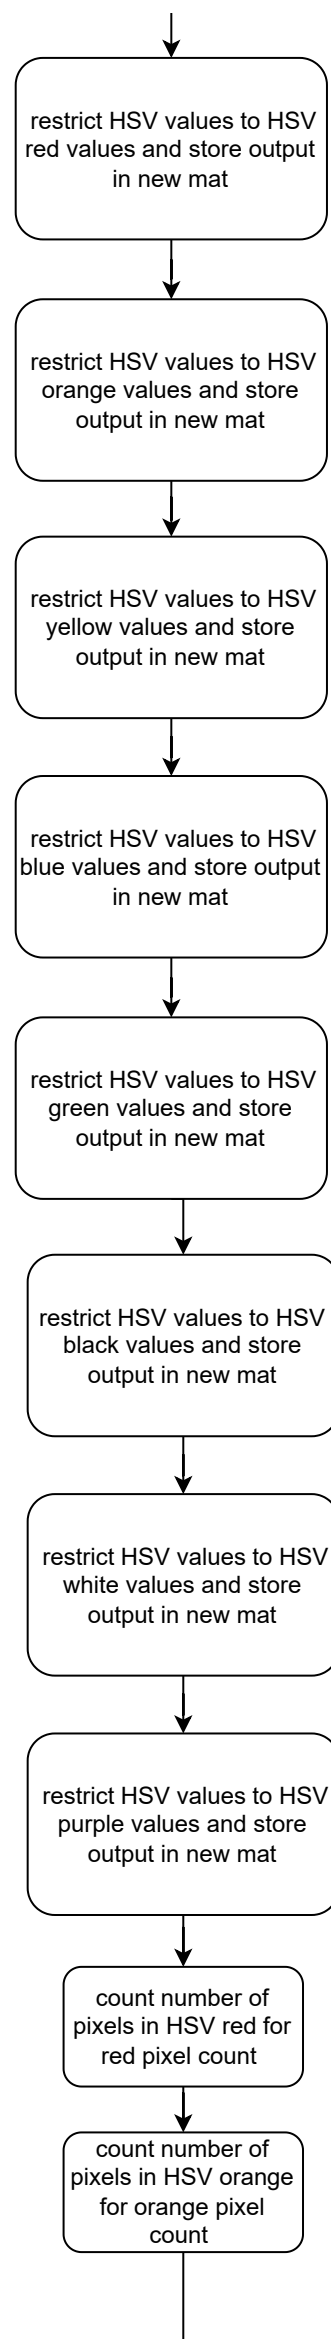 restrict HSV values to HSV
red values and store output
in new mat
restrict HSV values to HSV
orange values and store
output in new mat
restrict HSV values to HSV
yellow values and store
output in new mat
restrict HSV values to HSV
blue values and store output
in new mat
restrict HSV values to HSV
green values and store
output in new mat
restrict HSV values to HSV
black values and store
output in new mat
restrict HSV values to HSV
white values and store
output in new mat
restrict HSV values to HSV
purple values and store
output in new mat
count number of
pixels in HSV red for
red pixel count
count number of
pixels in HSV orange
for orange pixel
count